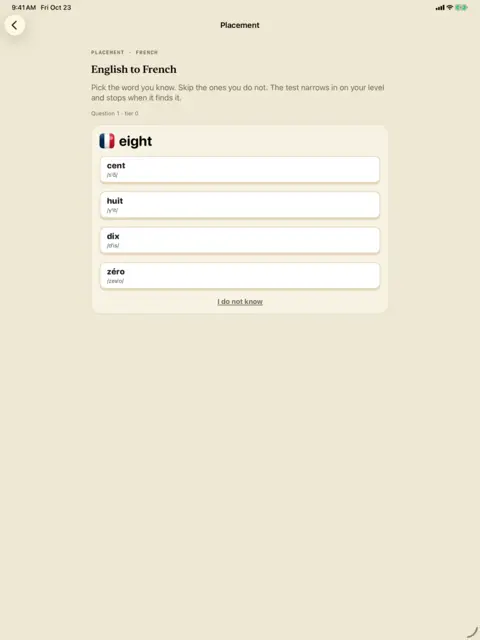 9:41 AM Fri Oct 23
Placement
PLACEMENT · FRENCH
English to French
Pick the word you know. Skip the ones you do not. The test narrows in on your level
and stops when it finds it.
Question 1 · tier 0
eight
cent
huit
dix
zéro
I do not know